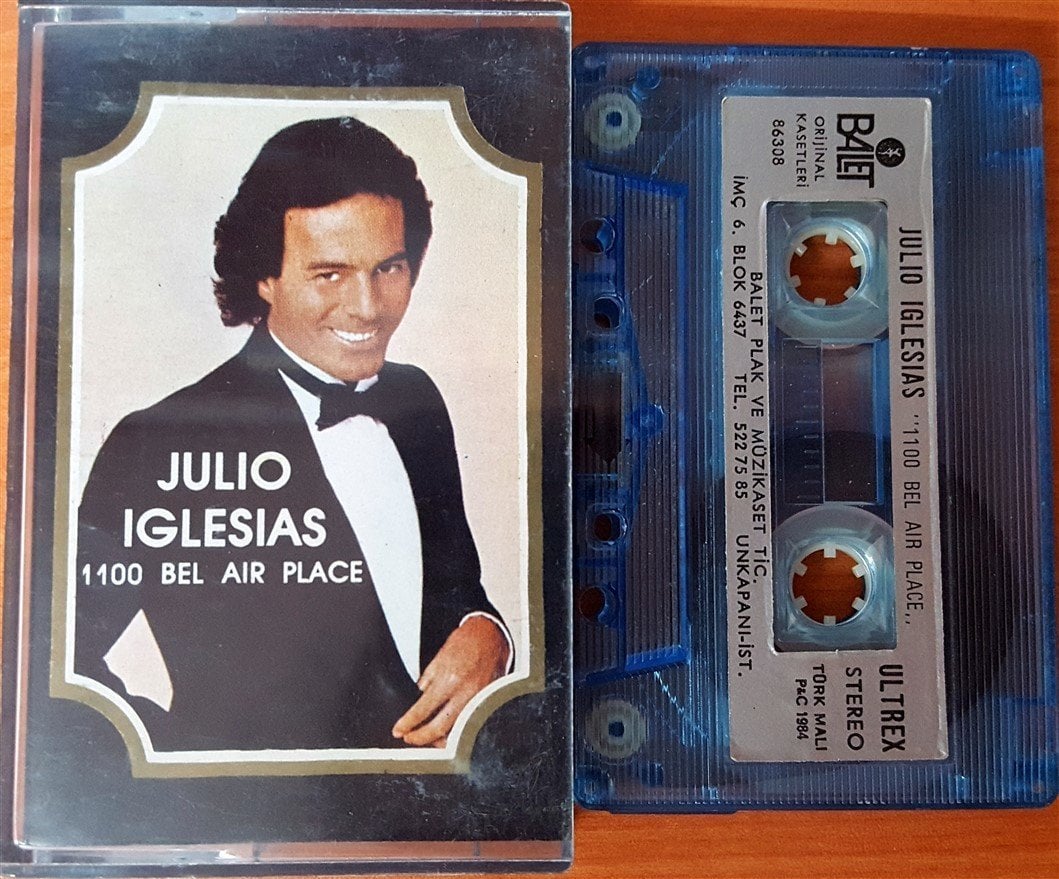 JULIO
IGLESIAS
1100 BEL AIR PLACE
BALET
ORİJİNAL
KASETLERİ
86308
JULIO IGLESIAS ''1100 BEL AIR PLACE,,
BALET PLAK VE MÜZİKASET TİC.
İMÇ 6. BLOK 6437 TEL. 522 75 85 UNKAPANI-İST.
ULTREX
STEREO
TÜRK MALI
P&C 1984